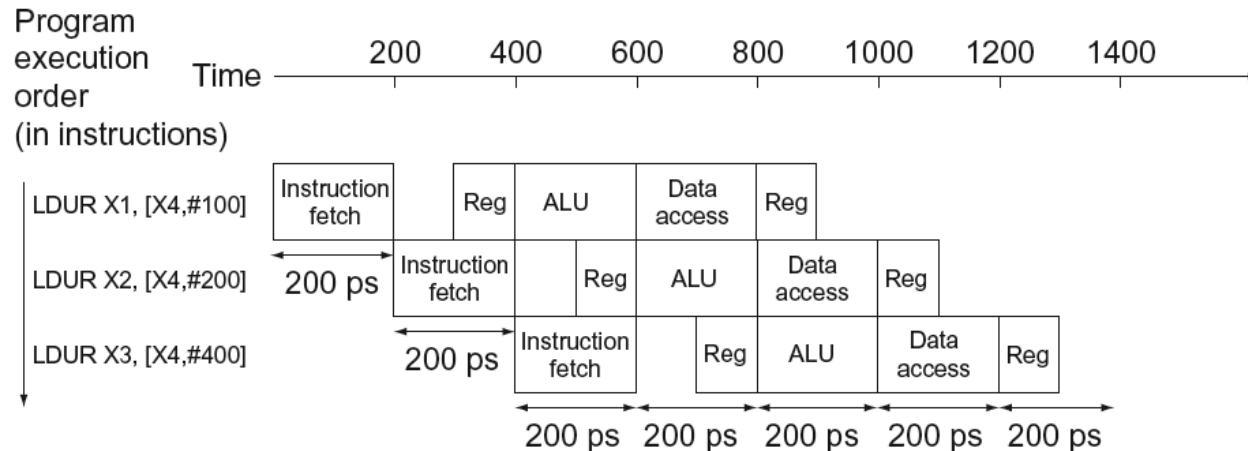 Program
execution
order
(in instructions)
Time
200 400 600 800 1000 1200 1400
LDUR X1, [X4,#100]
Instruction
fetch
Reg
ALU
Data
access
Reg
200 ps
LDUR X2, [X4,#200]
Instruction
fetch
Reg
ALU
Data
access
Reg
200 ps
LDUR X3, [X4,#400]
Instruction
fetch
Reg
ALU
Data
access
Reg
200 ps 200 ps 200 ps 200 ps 200 ps